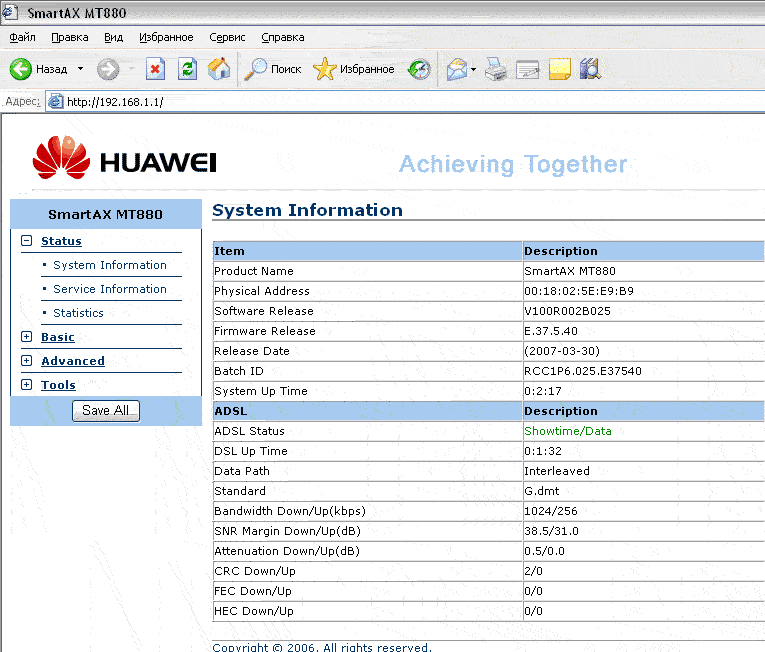 SmartAX MT880
Файл Правка Вид Избранное Сервис Справка
Назад Поиск Избранное
Адрес: http://192.168.1.1/
HUAWEI Achieving Together
SmartAX MT880
Status
System Information
Service Information
Statistics
Basic
Advanced
Tools
Save All
System Information
Item Description
Product Name SmartAX MT880
Physical Address 00:18:02:5E:E9:B9
Software Release V100R002B025
Firmware Release E.37.5.40
Release Date (2007-03-30)
Batch ID RCC1P6.025.E37540
System Up Time 0:2:17
ADSL Description
ADSL Status Showtime/Data
DSL Up Time 0:1:32
Data Path Interleaved
Standard G.dmt
Bandwidth Down/Up(kbps) 1024/256
SNR Margin Down/Up(dB) 38.5/31.0
Attenuation Down/Up(dB) 0.5/0.0
CRC Down/Up 2/0
FEC Down/Up 0/0
HEC Down/Up 0/0
Copyright © 2006. All rights reserved.